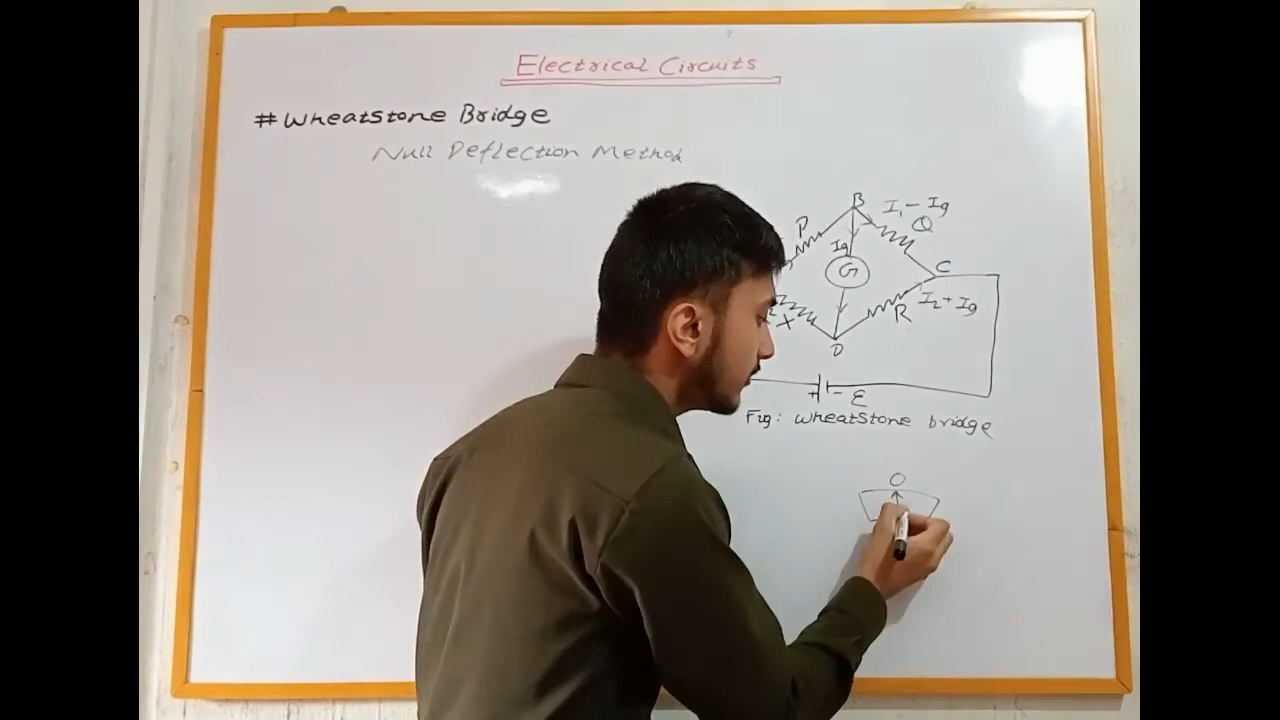 Electrical Circuits
#Wheatstone Bridge
Null Deflection Method
B
I₁ - Ig
P
Q
Ig
G
C
I₂ + Ig
X
R
D
+ - E
Fig: Wheatstone bridge
0